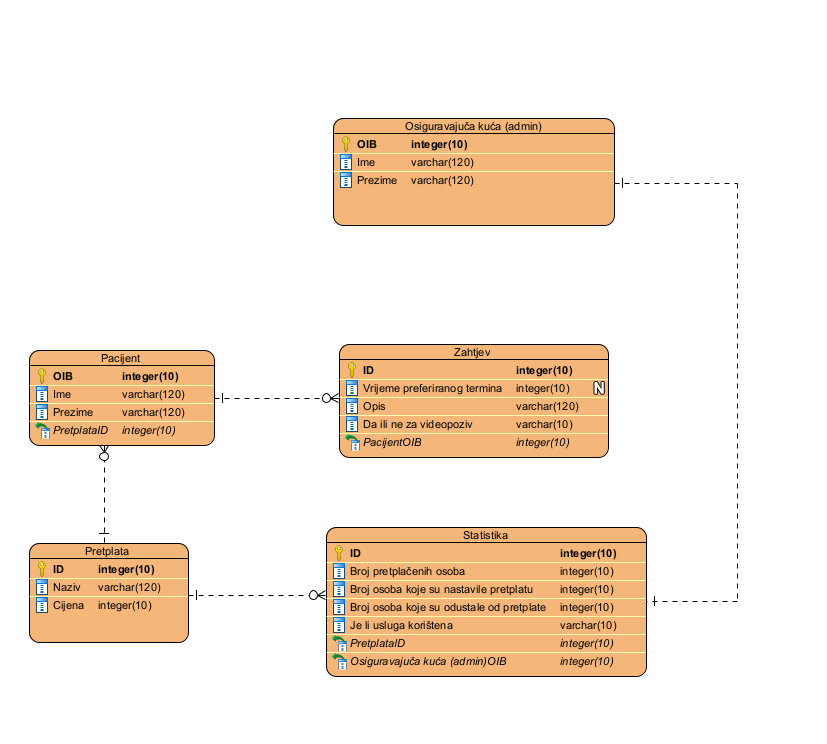 Osiguravajuča kuća (admin)
OIB integer(10)
Ime varchar(120)
Prezime varchar(120)
Pacijent
OIB integer(10)
Ime varchar(120)
Prezime varchar(120)
PretplataID integer(10)
Zahtjev
ID integer(10)
Vrijeme preferiranog termina integer(10) N
Opis varchar(120)
Da ili ne za videopoziv varchar(10)
PacijentOIB integer(10)
Pretplata
ID integer(10)
Naziv varchar(120)
Cijena integer(10)
Statistika
ID integer(10)
Broj pretplačenih osoba integer(10)
Broj osoba koje su nastavile pretplatu integer(10)
Broj osoba koje su odustale od pretplate integer(10)
Je li usluga korištena varchar(10)
PretplataID integer(10)
Osiguravajuča kuća (admin)OIB integer(10)